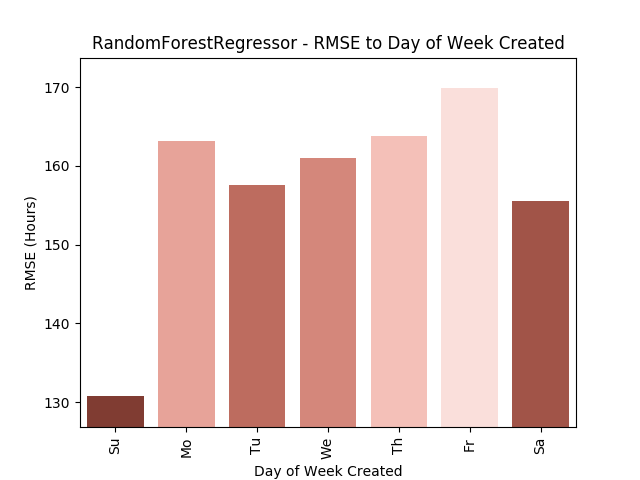 RandomForestRegressor - RMSE to Day of Week Created
170
160
150
140
130
RMSE (Hours)
Su
Mo
Tu
We
Th
Fr
Sa
Day of Week Created